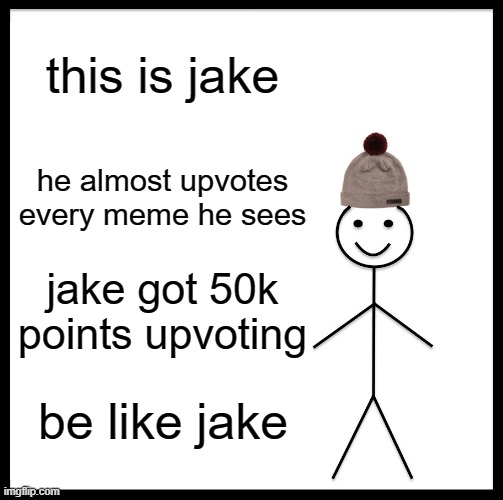 this is jake
he almost upvotes
every meme he sees
jake got 50k
points upvoting
be like jake
imgflip.com